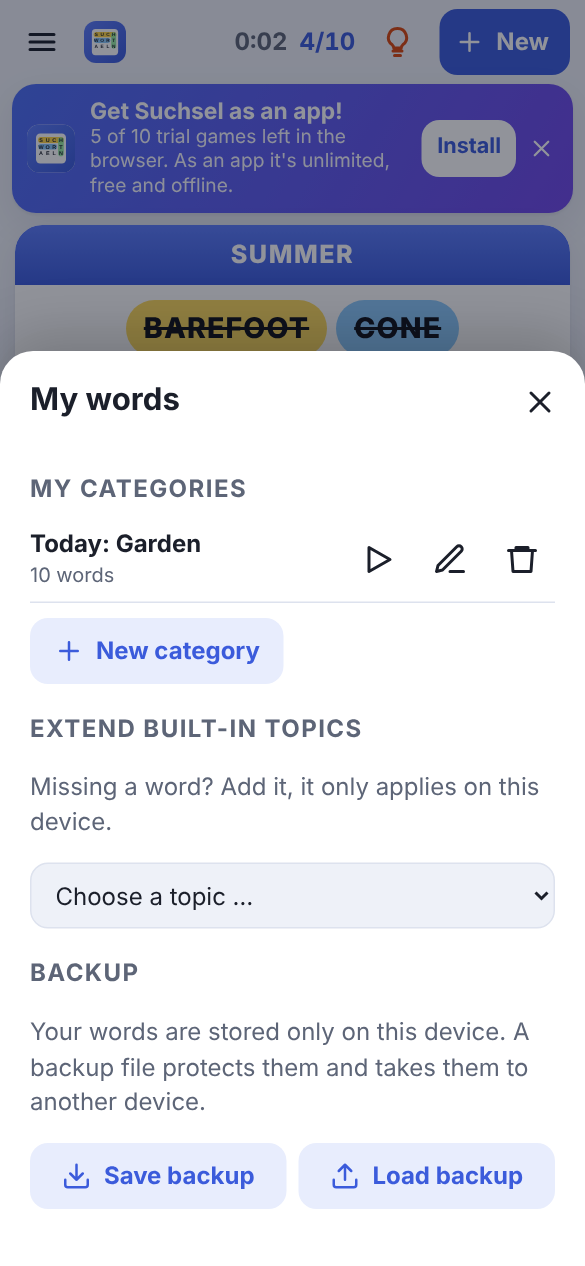 0:02 4/10 New
Get Suchsel as an app!
5 of 10 trial games left in the
browser. As an app it's unlimited,
free and offline.
Install
SUMMER
BAREFOOT CONE
My words
MY CATEGORIES
Today: Garden
10 words
New category
EXTEND BUILT-IN TOPICS
Missing a word? Add it, it only applies on this
device.
Choose a topic ...
BACKUP
Your words are stored only on this device. A
backup file protects them and takes them to
another device.
Save backup Load backup